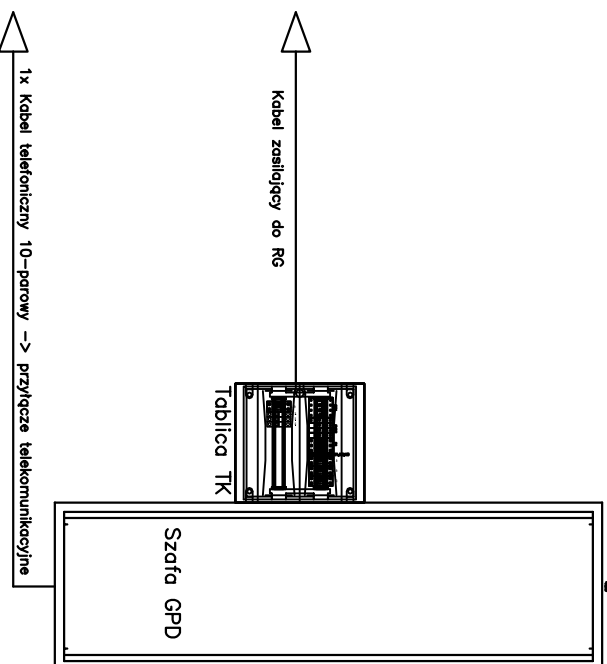 1x Kabel telefoniczny 10-parowy -> przyłącze telekomunikacyjne
Kabel zasilający do RG
Tablica TK
Szafa GPD